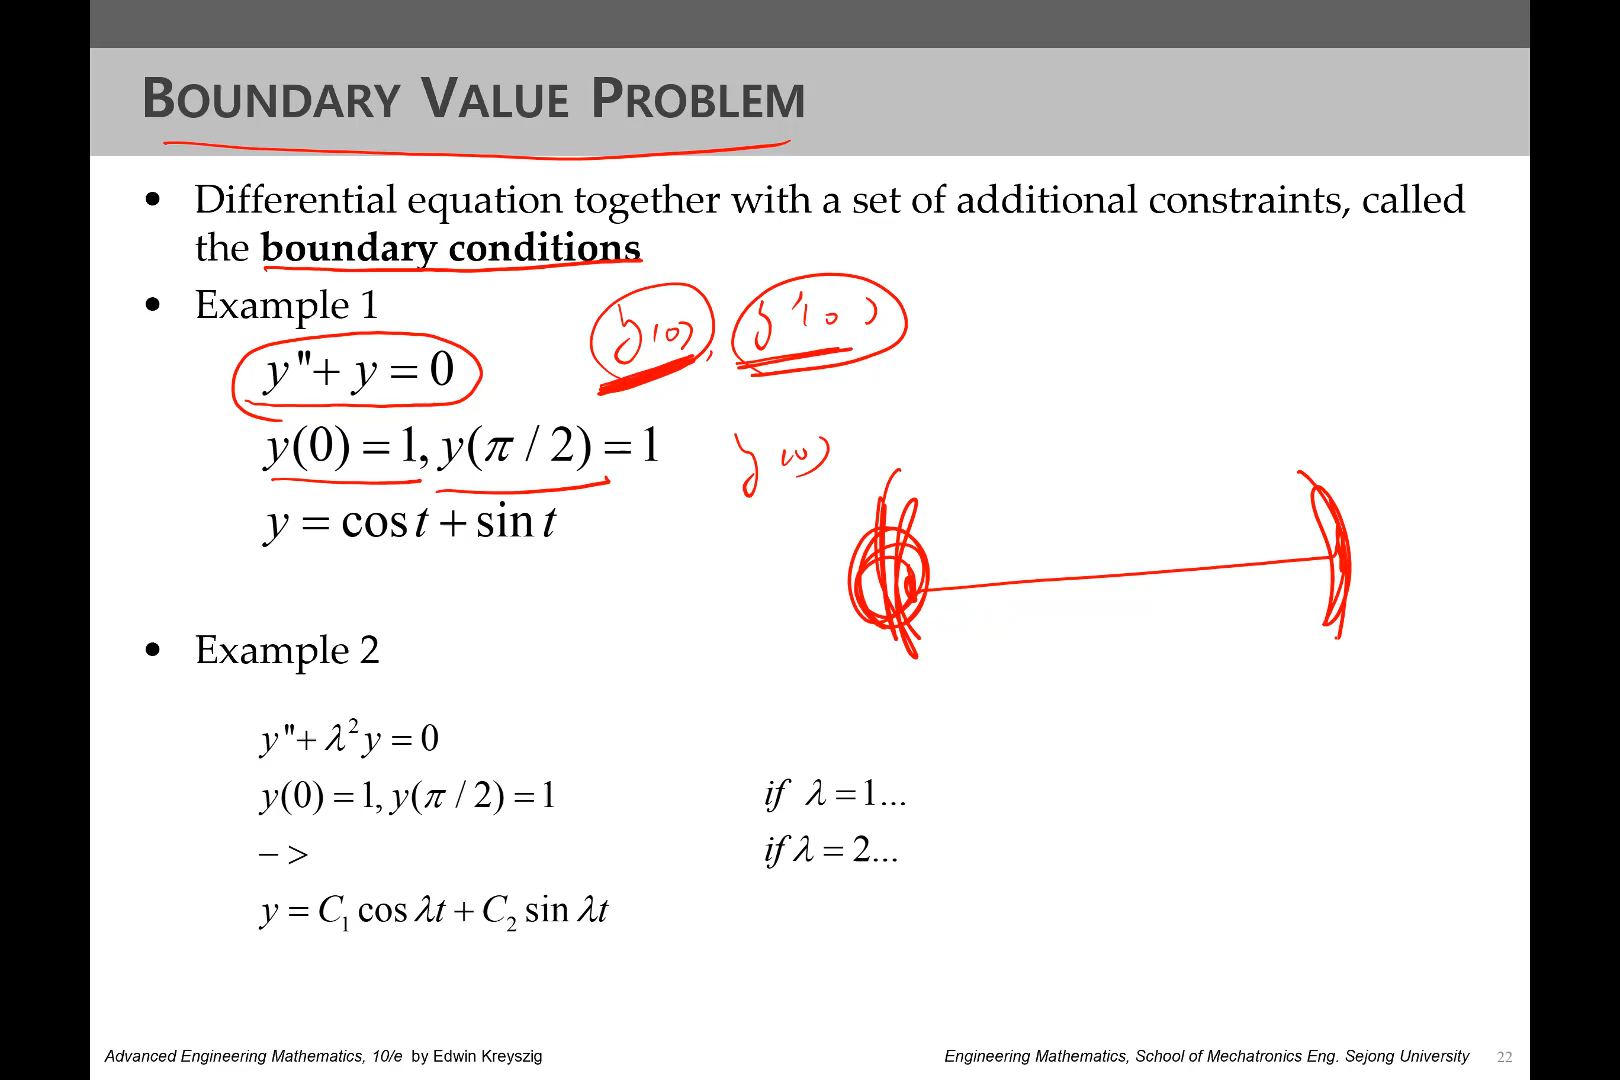 BOUNDARY VALUE PROBLEM
• Differential equation together with a set of additional constraints, called
the boundary conditions
• Example 1
y(0), y'(0)
y''+ y = 0
y(0) = 1, y(π / 2) = 1
y = cos t + sin t
• Example 2
y''+ λ² y = 0
y(0) = 1, y(π / 2) = 1
if λ = 1...
− >
if λ = 2...
y = C₁ cos λt + C₂ sin λt
Advanced Engineering Mathematics, 10/e by Edwin Kreyszig
Engineering Mathematics, School of Mechatronics Eng. Sejong University 22